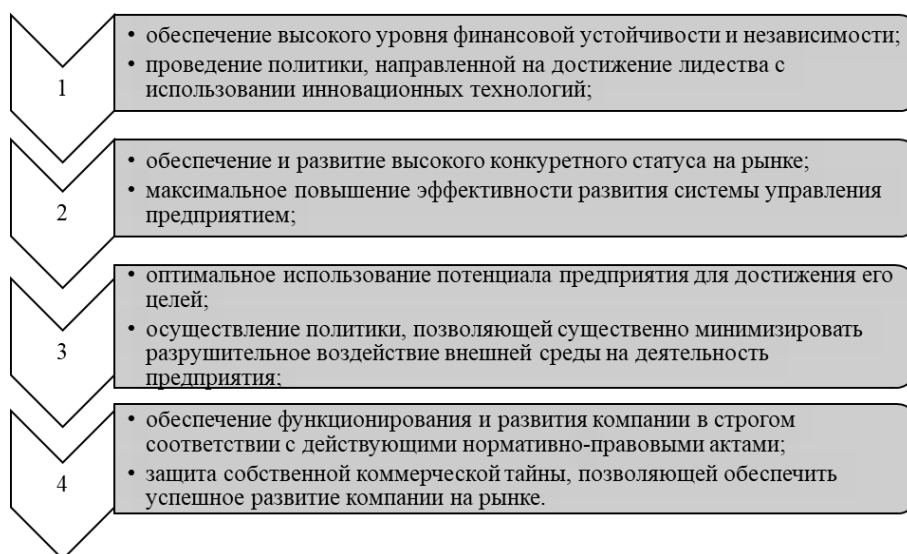 1
• обеспечение высокого уровня финансовой устойчивости и независимости;
• проведение политики, направленной на достижение лидества с
использовании инновационных технологий;
2
• обеспечение и развитие высокого конкуретного статуса на рынке;
• максимальное повышение эффективности развития системы управления
предприятием;
3
• оптимальное использование потенциала предприятия для достижения его
целей;
• осуществление политики, позволяющей существенно минимизировать
разрушительное воздействие внешней среды на деятельность
предприятия;
4
• обеспечение функционирования и развития компании в строгом
соответствии с действующими нормативно-правовыми актами;
• защита собственной коммерческой тайны, позволяющей обеспечить
успешное развитие компании на рынке.